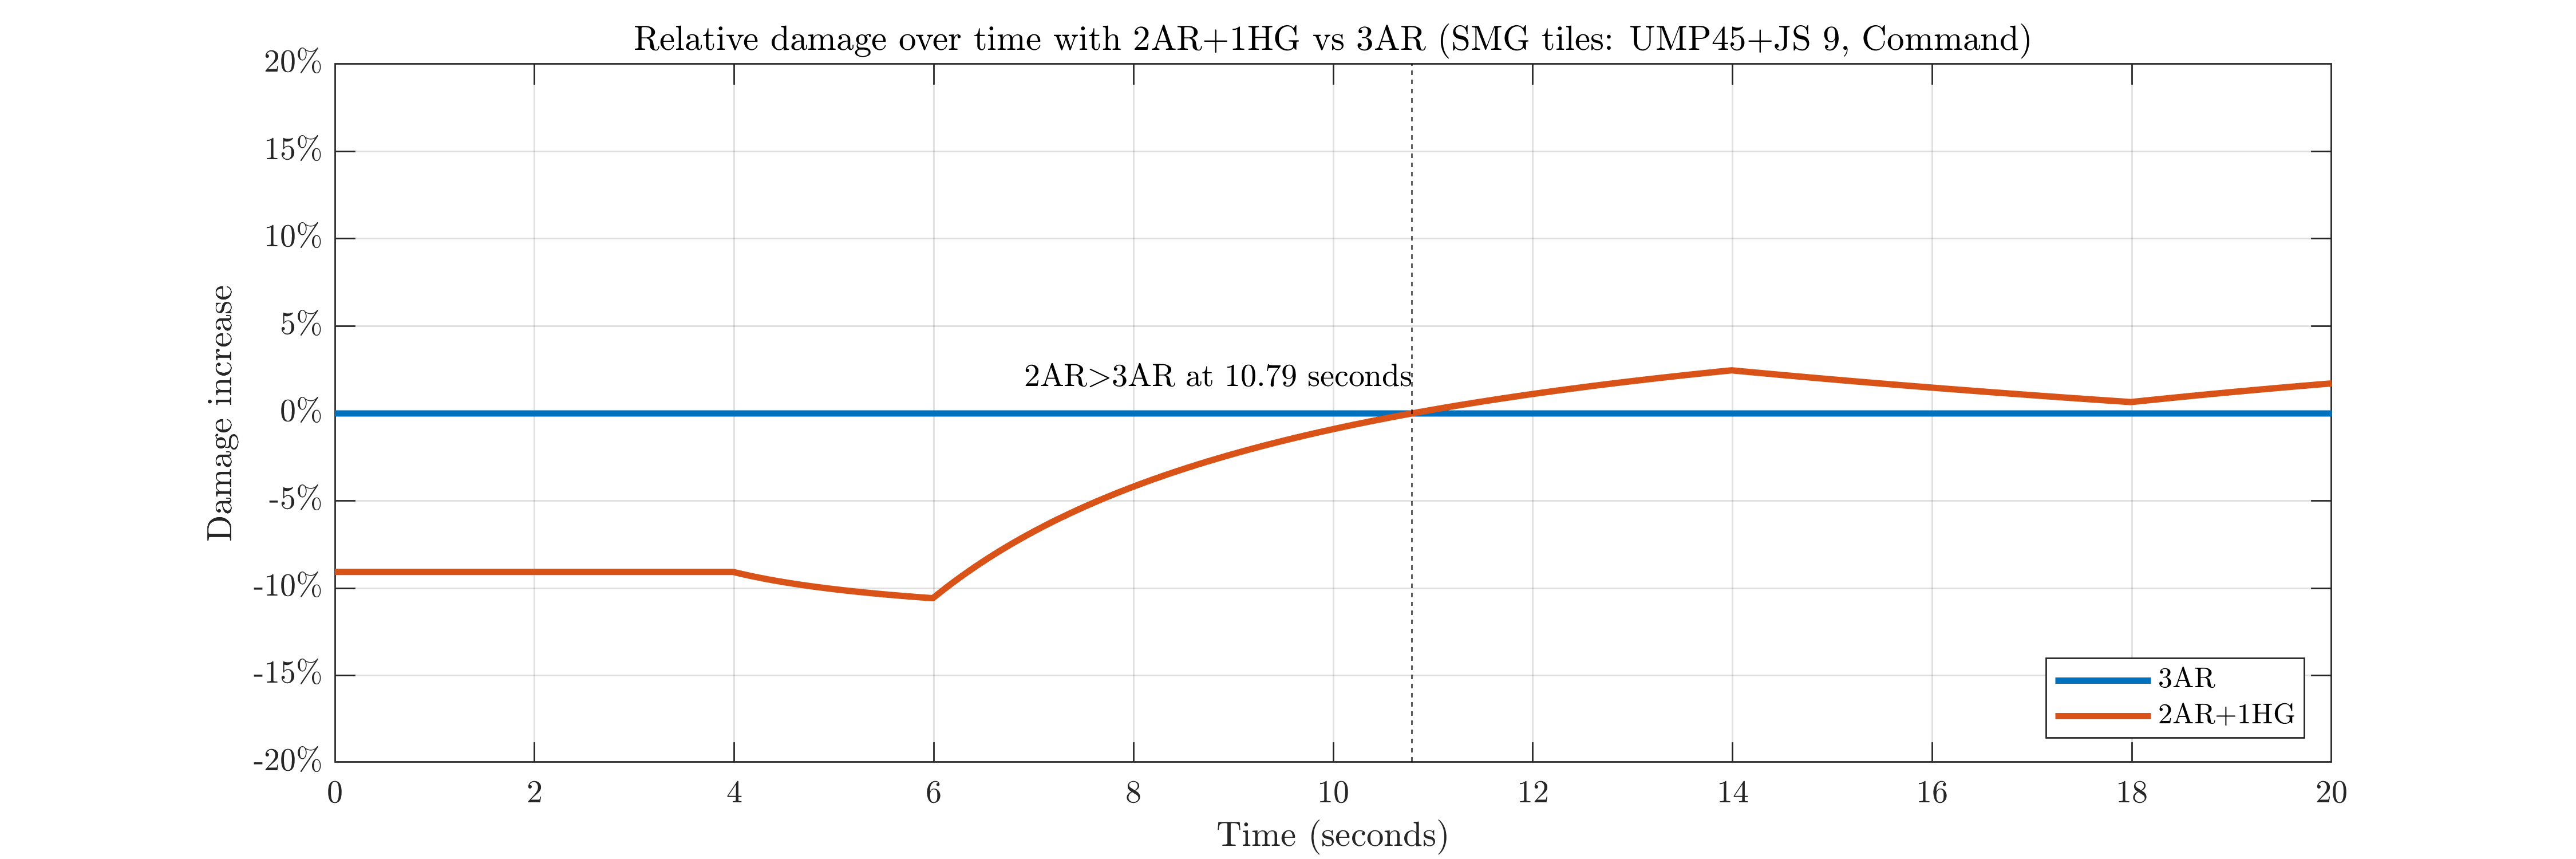 Relative damage over time with 2AR+1HG vs 3AR (SMG tiles: UMP45+JS 9, Command)
20%
15%
10%
5%
0%
-5%
-10%
-15%
-20%
Damage increase
2AR>3AR at 10.79 seconds
3AR
2AR+1HG
0 2 4 6 8 10 12 14 16 18 20
Time (seconds)